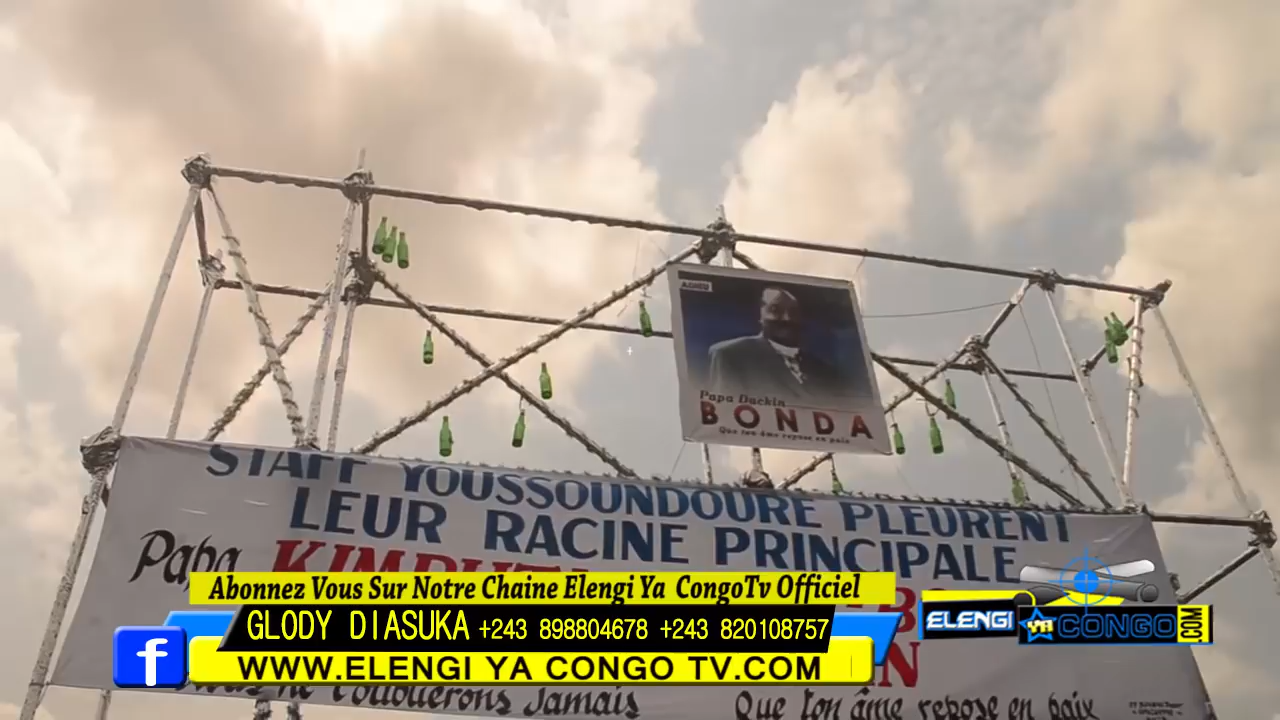 ADIEU
Papa Dackin
BONDA
Que ton âme repose en paix
STAFF YOUSSOUNDOURE PLEURENT
LEUR RACINE PRINCIPALE
Papa
Abonnez Vous Sur Notre Chaine Elengi Ya CongoTv Officiel
GLODY DIASUKA +243 898804678 +243 820108757
WWW.ELENGI YA CONGO TV.COM
f
ELENGI YA CONGO .COM
Jamais
Que ton âme repose en paix